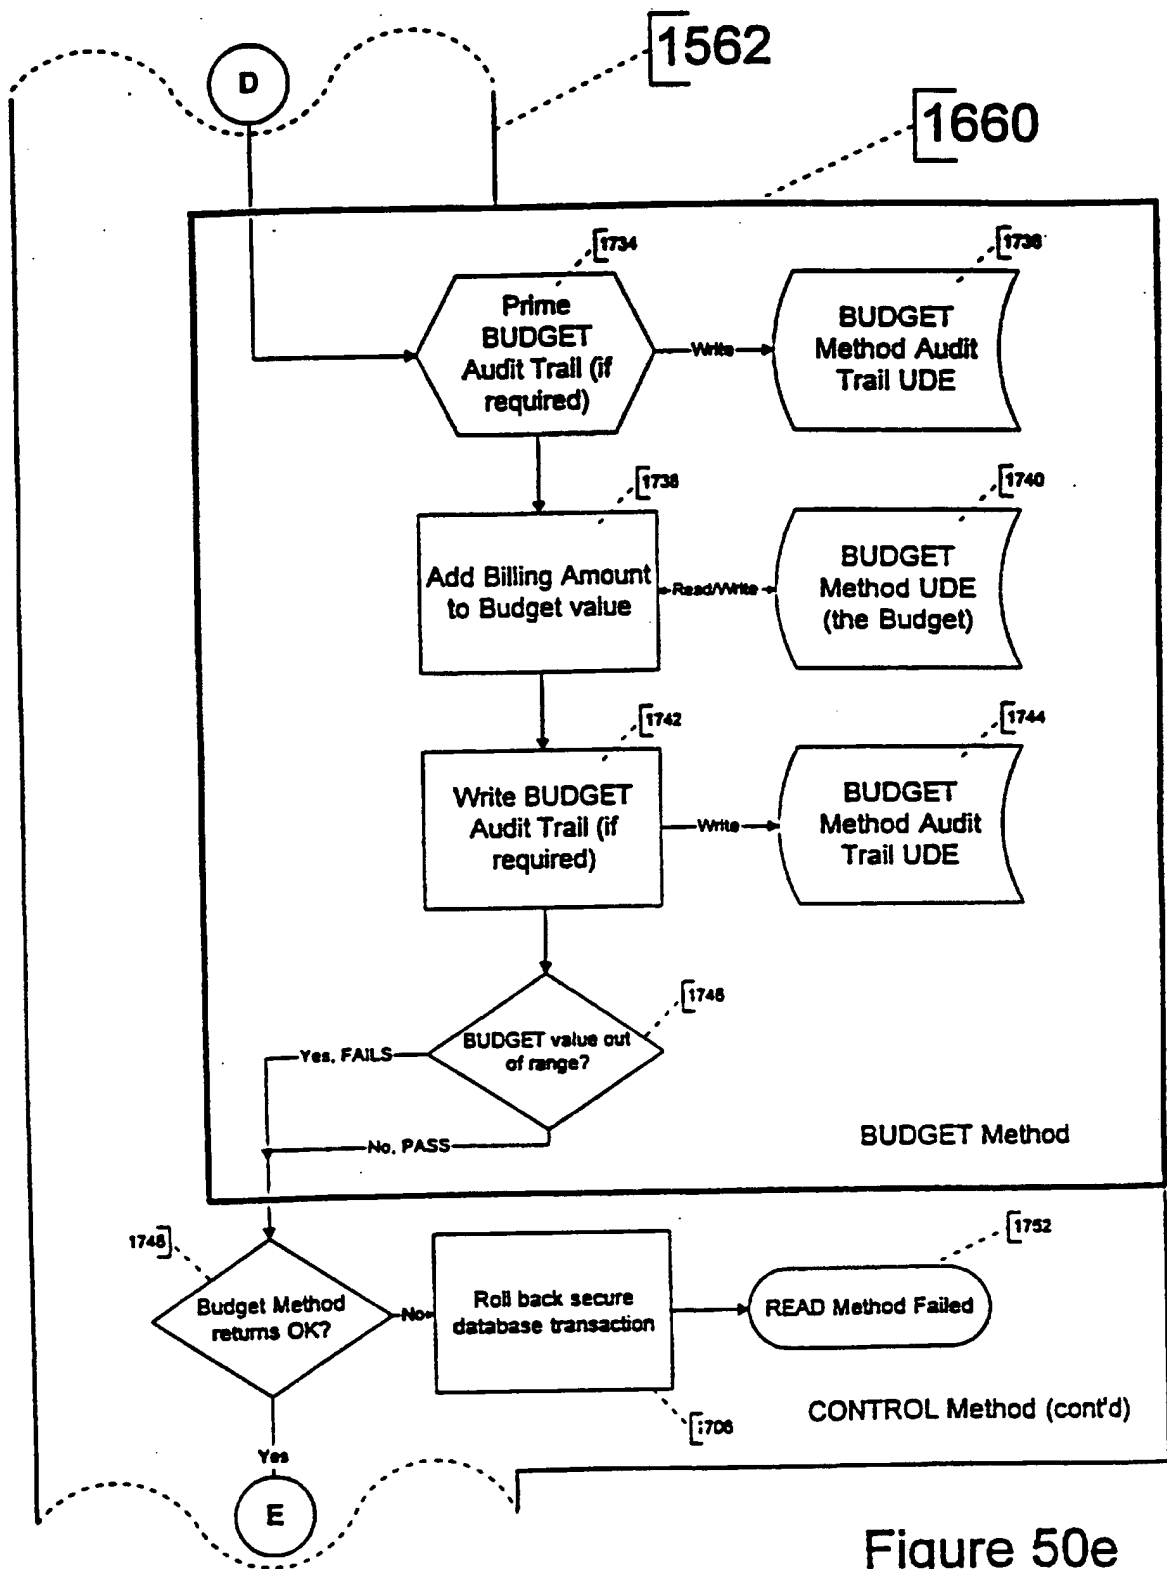 1562
D
1660
1734
1736
Prime
BUDGET
Audit Trail (if
required)
Write
BUDGET
Method Audit
Trail UDE
1738
1740
Add Billing Amount
to Budget value
Read/Write
BUDGET
Method UDE
(the Budget)
1742
1744
Write BUDGET
Audit Trail (if
required)
Write
BUDGET
Method Audit
Trail UDE
1746
BUDGET value out
of range?
Yes, FAILS
No, PASS
BUDGET Method
1748
1752
Budget Method
returns OK?
No
Roll back secure
database transaction
READ Method Failed
1706
CONTROL Method (cont'd)
Yes
E
Figure 50e